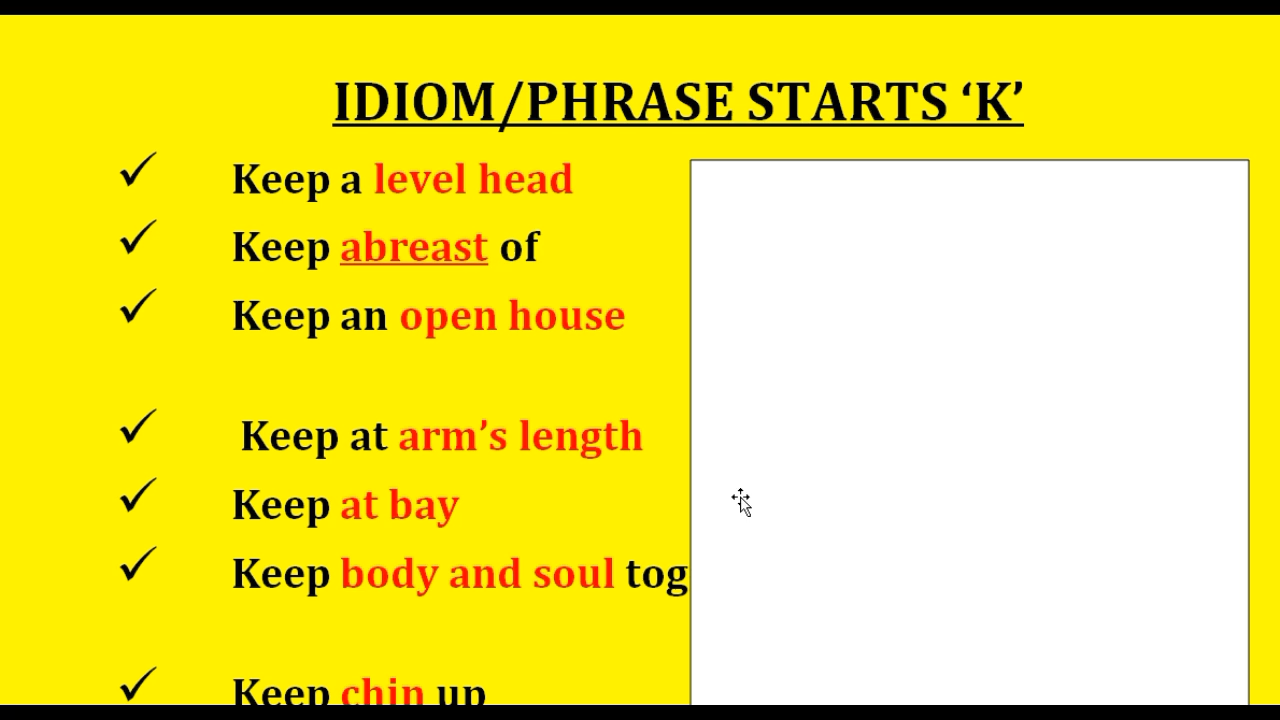 IDIOM/PHRASE STARTS ‘K’
✓ Keep a level head
✓ Keep abreast of
✓ Keep an open house
✓ Keep at arm’s length
✓ Keep at bay
✓ Keep body and soul tog
✓ Keep chin up